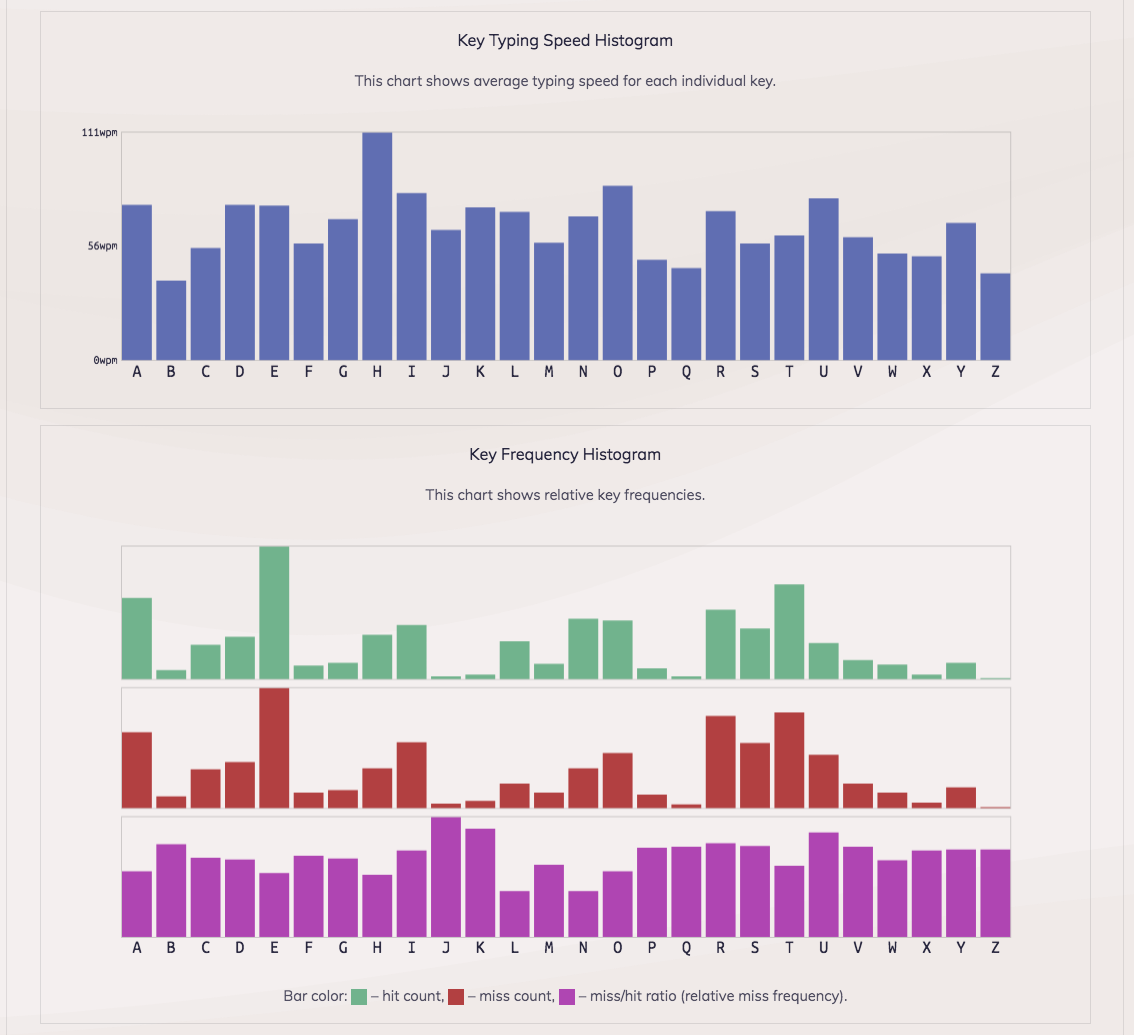 Key Typing Speed Histogram
This chart shows average typing speed for each individual key.
111wpm
56wpm
0wpm
A B C D E F G H I J K L M N O P Q R S T U V W X Y Z
Key Frequency Histogram
This chart shows relative key frequencies.
A B C D E F G H I J K L M N O P Q R S T U V W X Y Z
Bar color: – hit count, – miss count, – miss/hit ratio (relative miss frequency).